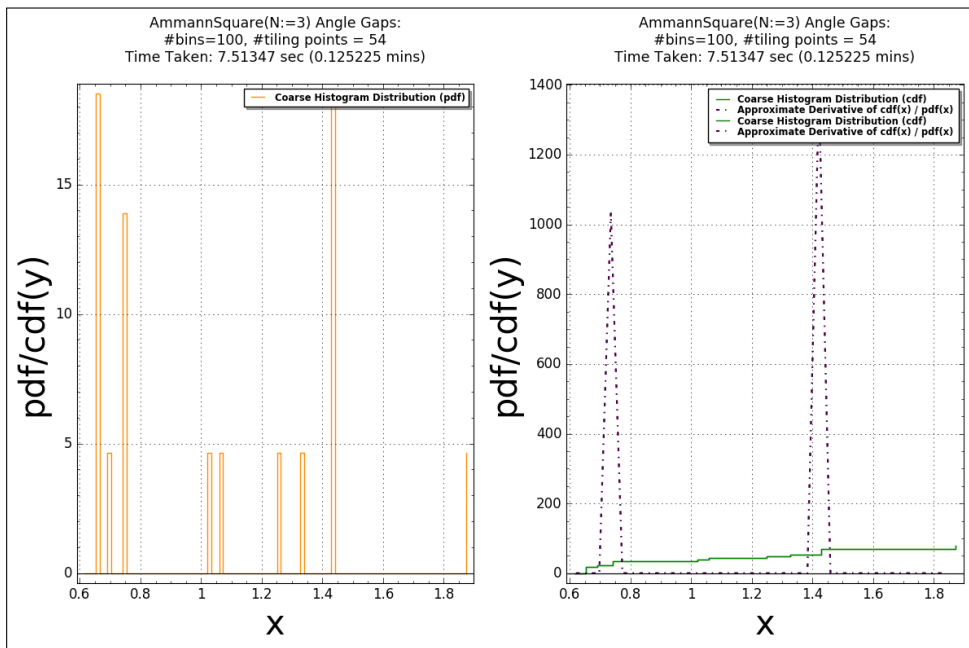 AmmannSquare(N:=3) Angle Gaps:
#bins=100, #tiling points = 54
Time Taken: 7.51347 sec (0.125225 mins)
Coarse Histogram Distribution (pdf)
15
10
5
0
pdf/cdf(y)
0.6 0.8 1 1.2 1.4 1.6 1.8
x
AmmannSquare(N:=3) Angle Gaps:
#bins=100, #tiling points = 54
Time Taken: 7.51347 sec (0.125225 mins)
Coarse Histogram Distribution (cdf)
Approximate Derivative of cdf(x) / pdf(x)
Coarse Histogram Distribution (cdf)
Approximate Derivative of cdf(x) / pdf(x)
1400
1200
1000
800
600
400
200
0
pdf/cdf(y)
0.6 0.8 1 1.2 1.4 1.6 1.8
x